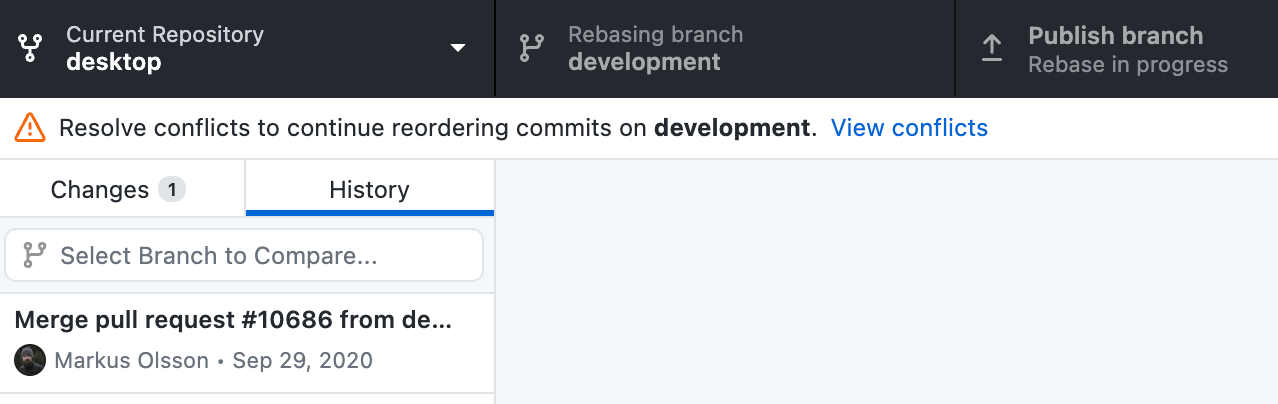 Current Repository
desktop
Rebasing branch
development
Publish branch
Rebase in progress
Resolve conflicts to continue reordering commits on development. View conflicts
Changes 1
History
Select Branch to Compare...
Merge pull request #10686 from de...
Markus Olsson • Sep 29, 2020